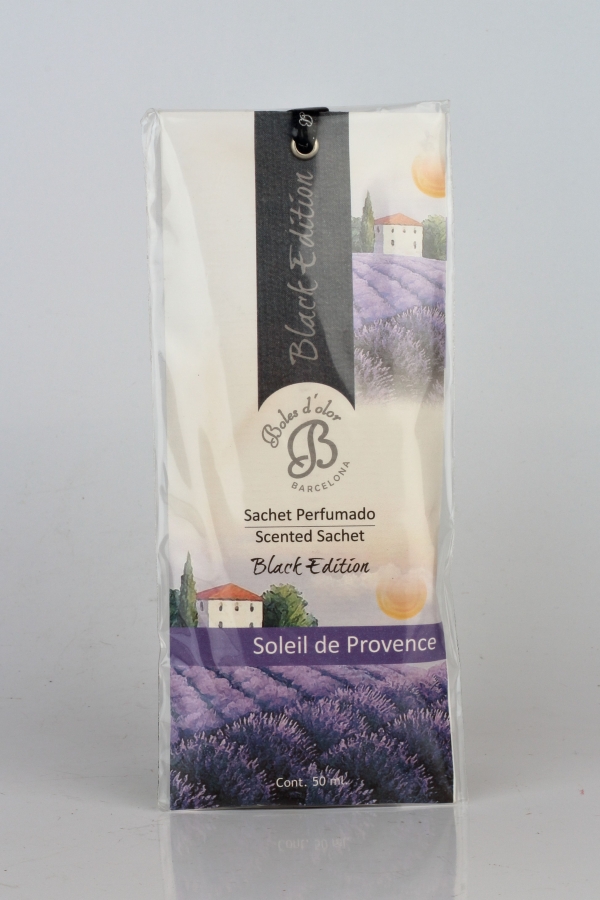 Black Edition
Boles d'olor
B
BARCELONA
Sachet Perfumado
Scented Sachet
Black Edition
Soleil de Provence
Cont. 50 mL.